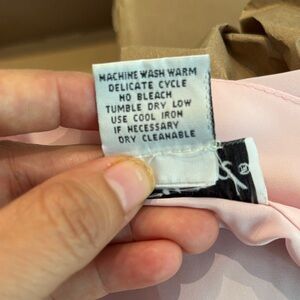 MACHINE WASH WARM
DELICATE CYCLE
NO BLEACH
TUMBLE DRY LOW
USE COOL IRON
IF NECESSARY
DRY CLEANABLE
®